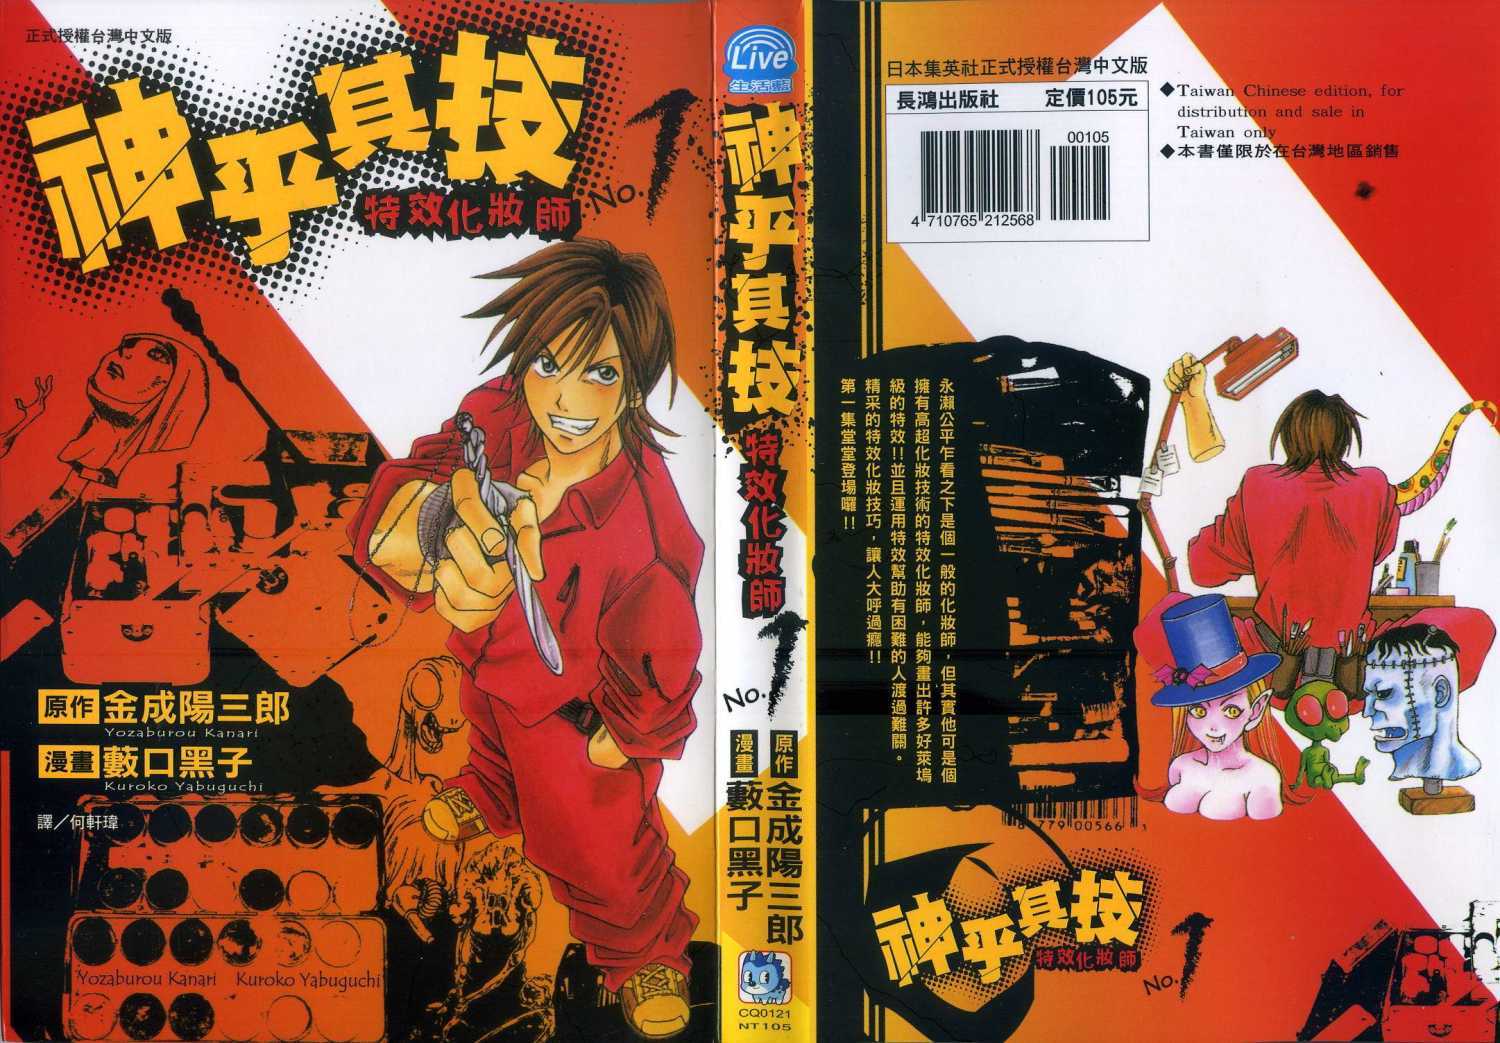 正式授權台灣中文版
神乎其技
特效化妝師
No.1
原作 金成陽三郎
Yozaburou Kanari
漫畫 藪口黑子
Kuroko Yabuguchi
譯／何軒瑋
Yozaburou Kanari
Kuroko Yabuguchi
Live
生活藍
神乎其技
特效化妝師
No.1
原作 金成陽三郎
漫畫 藪口黑子
CQ0121
NT105
日本集英社正式授權台灣中文版
長鴻出版社 定價105元
00105
4 710765 212568
◆Taiwan Chinese edition, for
distribution and sale in
Taiwan only
◆本書僅限於在台灣地區銷售
永瀨公平乍看之下是個一般的化妝師，但其實他可是個
擁有高超化妝技術的特效化妝師，能夠畫出許多好萊塢
級的特效!!並且運用特效幫助有困難的人渡過難關。
精采的特效化妝技巧，讓人大呼過癮!!
第一集堂堂登場囉!!
神乎其技
特效化妝師
No.1